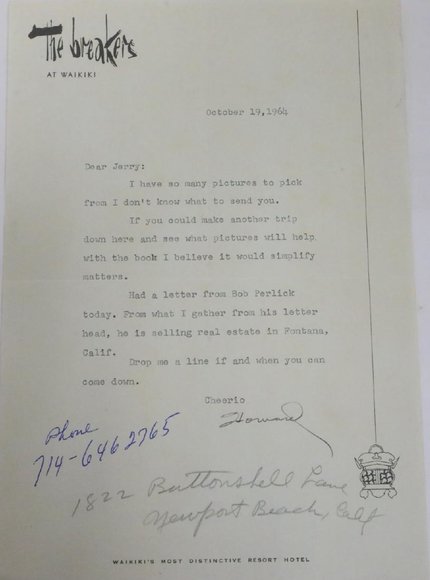 The breakers
AT WAIKIKI
October 19,1964
Dear Jerry:
I have so many pictures to pick
from I don't know what to send you.
If you could make another trip
down here and see what pictures will help
with the book I believe it would simplify
matters.
Had a letter from Bob Perlick
today. From what I gather from his letter
head, he is selling real estate in Fontana,
Calif.
Drop me a line if and when you can
come down.
Cheerio
Howard
Phone
714-646 2765
1822 Buttonshell Lane
Newport Beach, Calif
WAIKIKI'S MOST DISTINCTIVE RESORT HOTEL